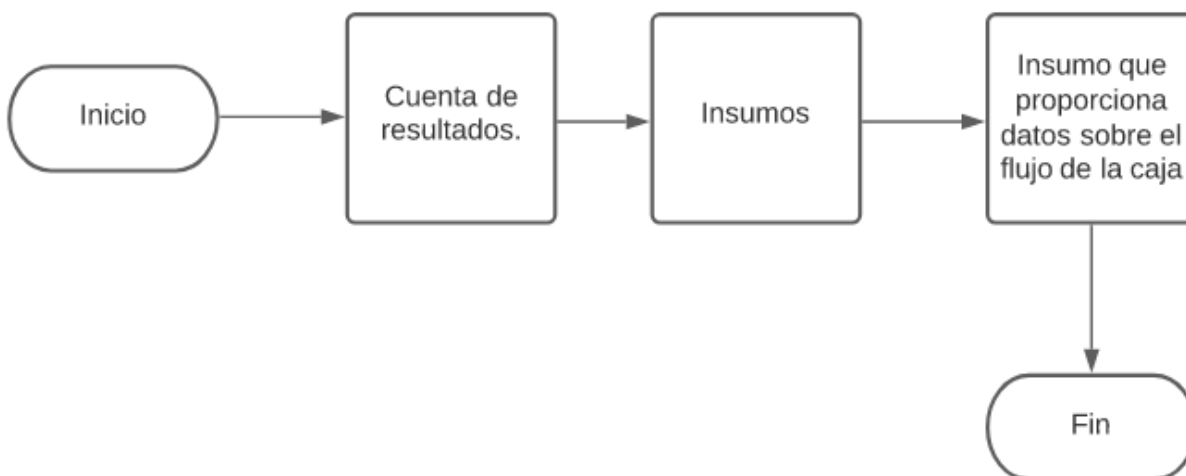 Inicio
Cuenta de
resultados.
Insumos
Insumo que
proporciona
datos sobre el
flujo de la caja
Fin